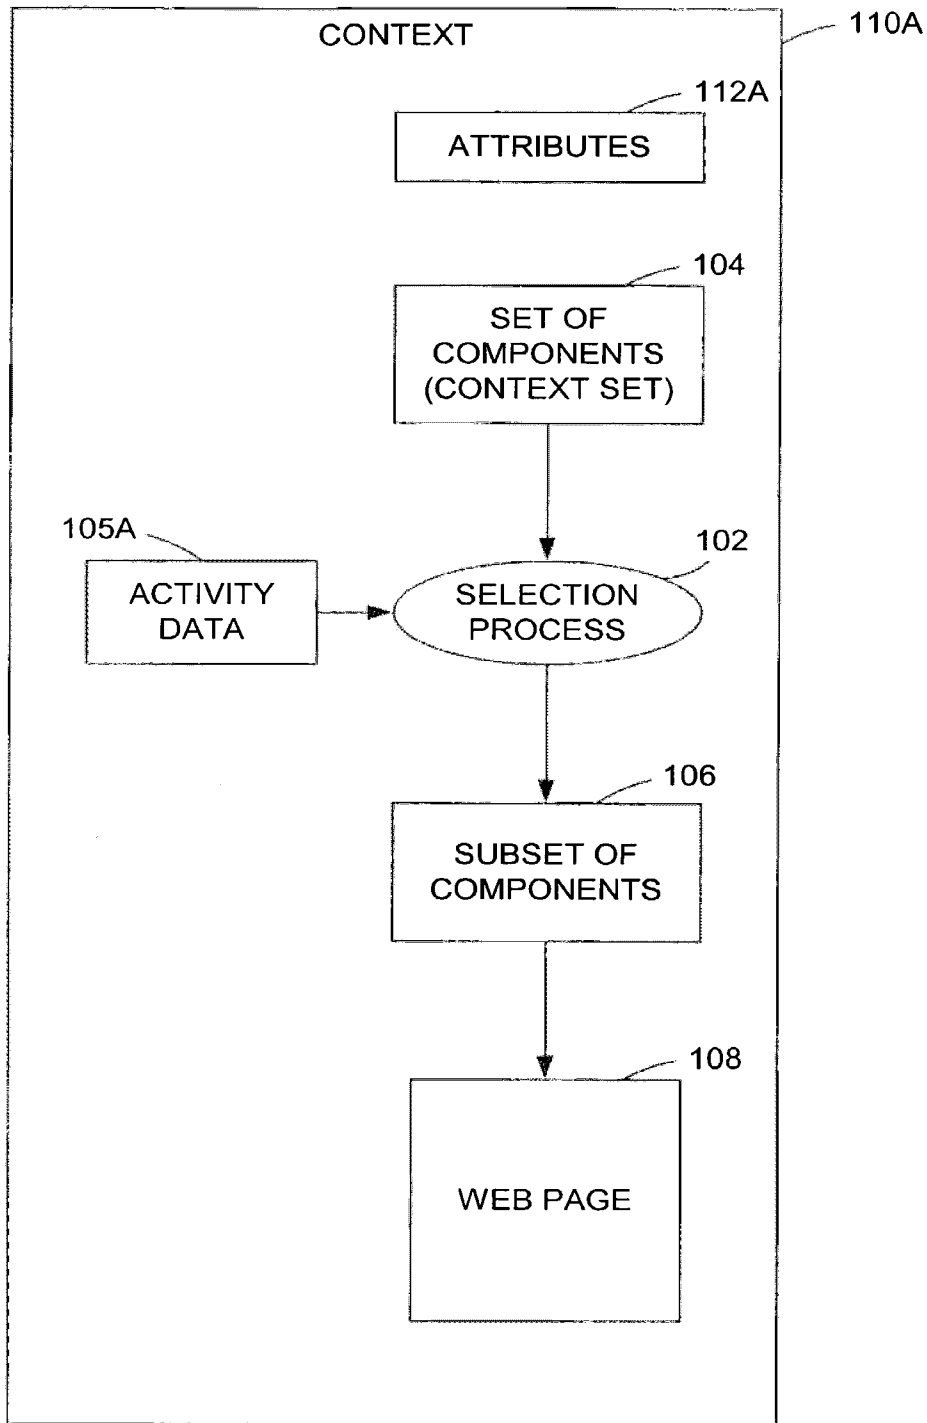 CONTEXT
110A
112A
ATTRIBUTES
104
SET OF
COMPONENTS
(CONTEXT SET)
105A
ACTIVITY
DATA
102
SELECTION
PROCESS
106
SUBSET OF
COMPONENTS
108
WEB PAGE